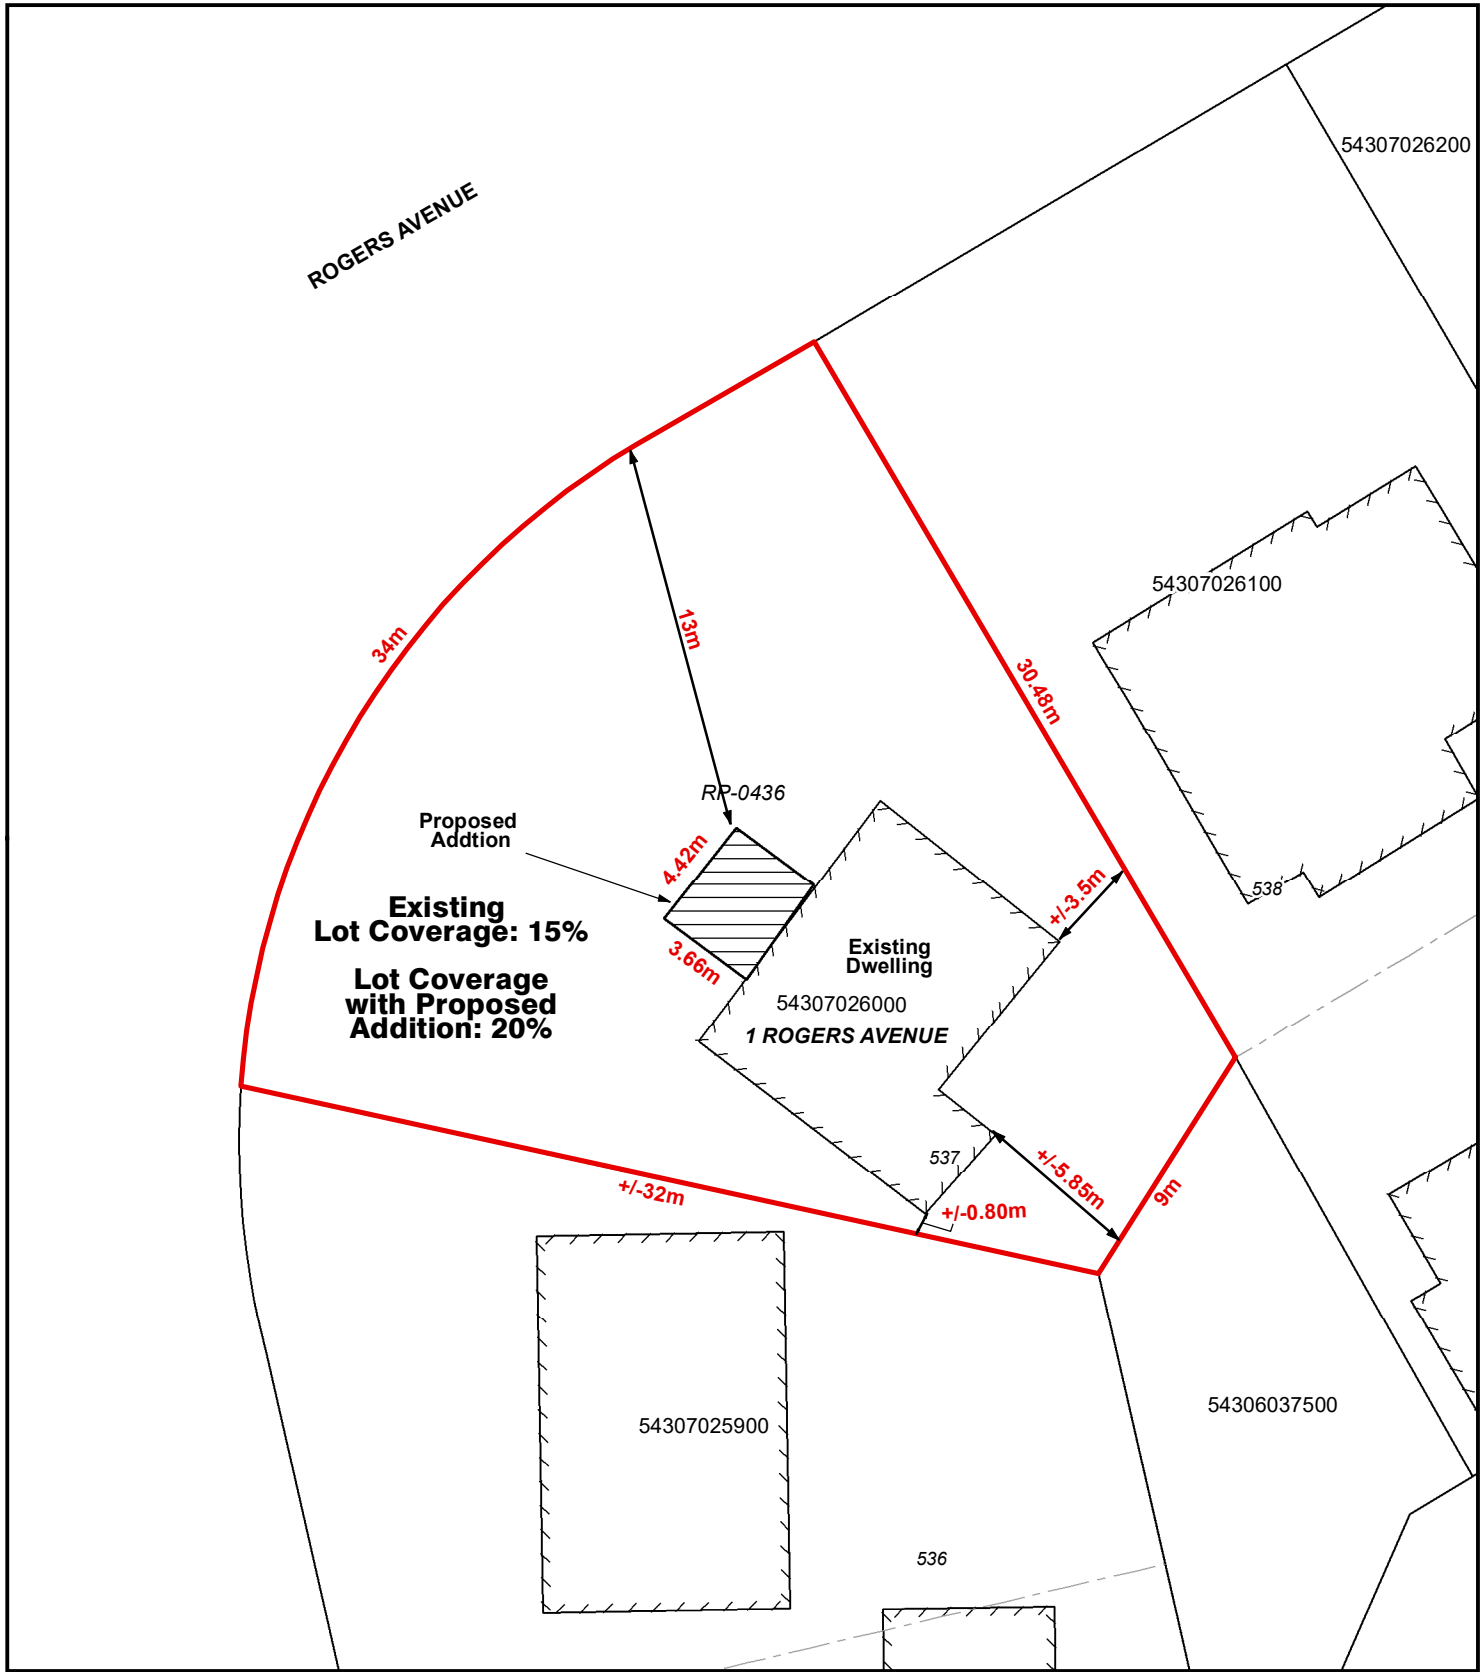 54307026200
ROGERS AVENUE
54307026100
34m
13m
30.48m
RP-0436
Proposed
Addtion
4.42m
+/-3.5m
538
Existing
Lot Coverage: 15%
3.66m
Existing
Dwelling
Lot Coverage
with Proposed
Addition: 20%
54307026000
1 ROGERS AVENUE
537
+/-5.85m
9m
+/-32m
+/-0.80m
54307025900
54306037500
536